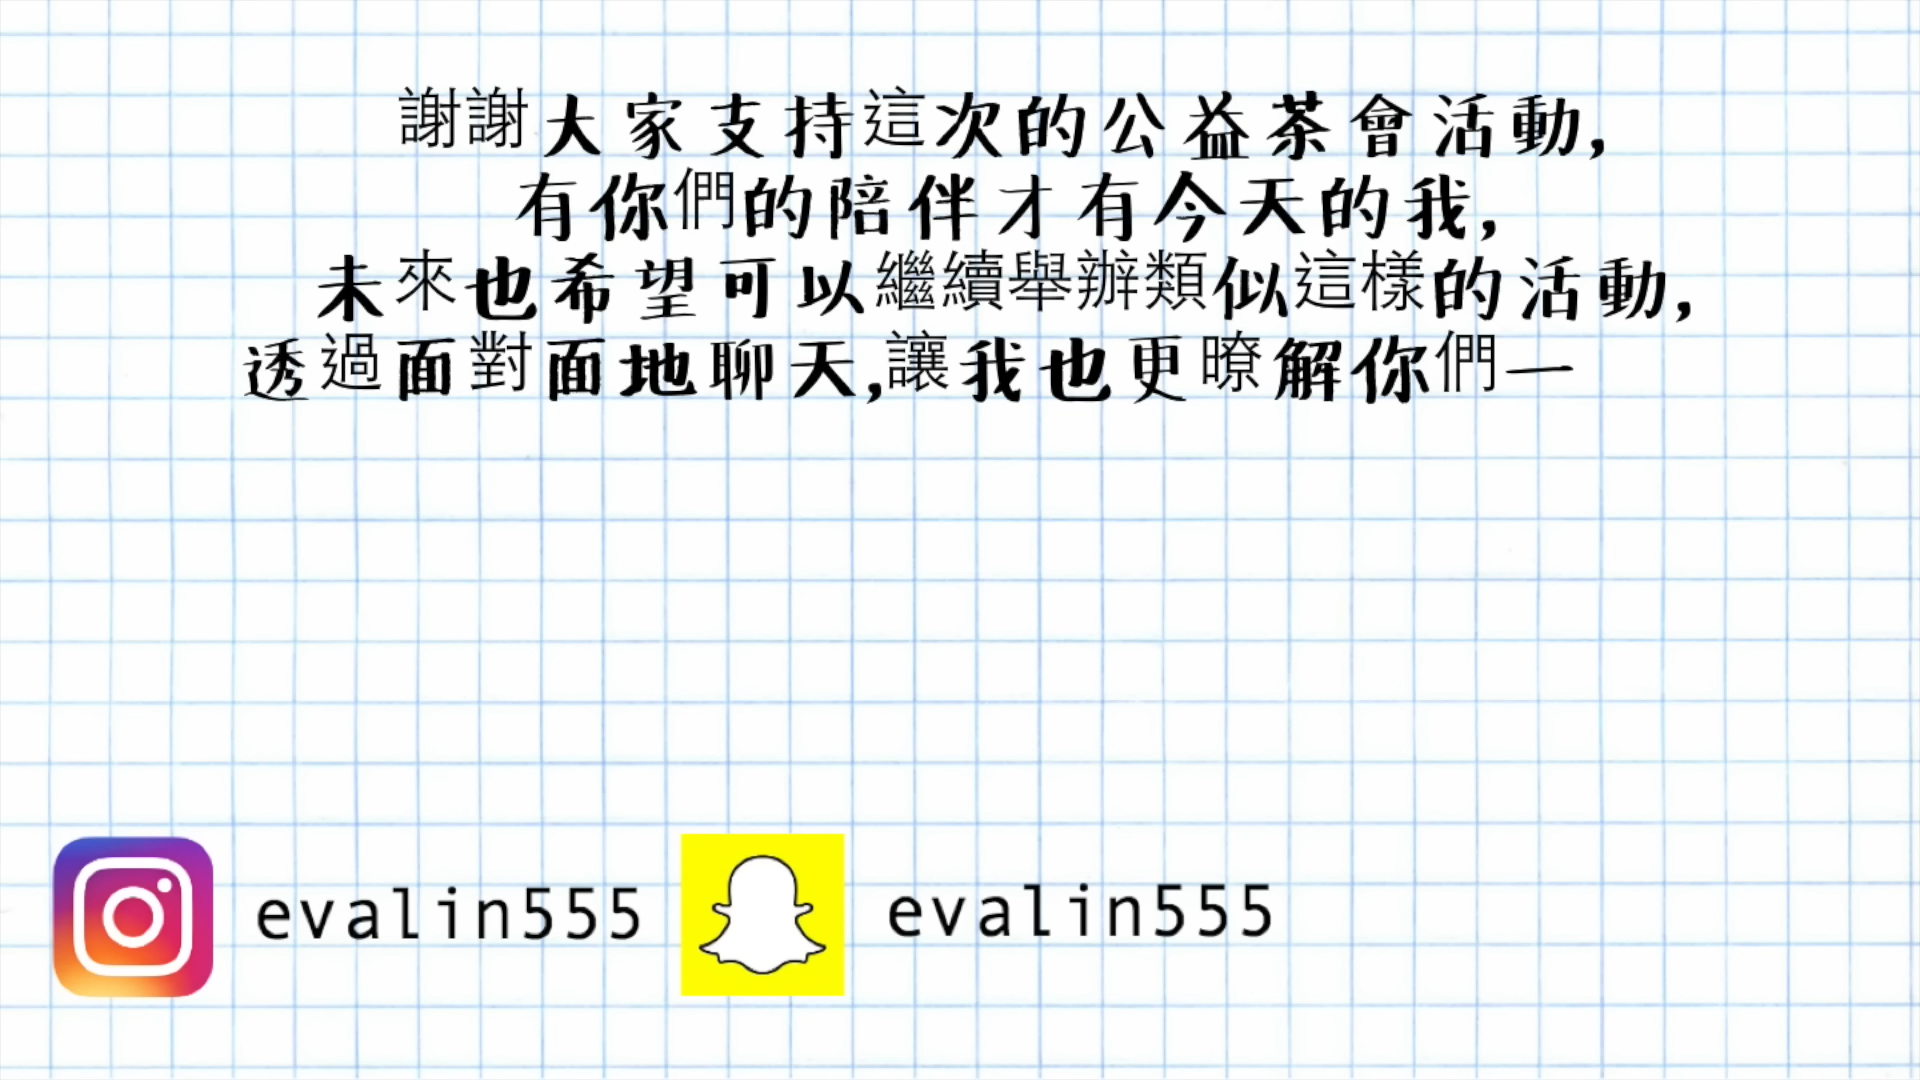 謝謝大家支持這次的公益茶會活動,
有你們的陪伴才有今天的我,
未來也希望可以繼續舉辦類似這樣的活動,
透過面對面地聊天,讓我也更暸解你們一
evalin555
evalin555